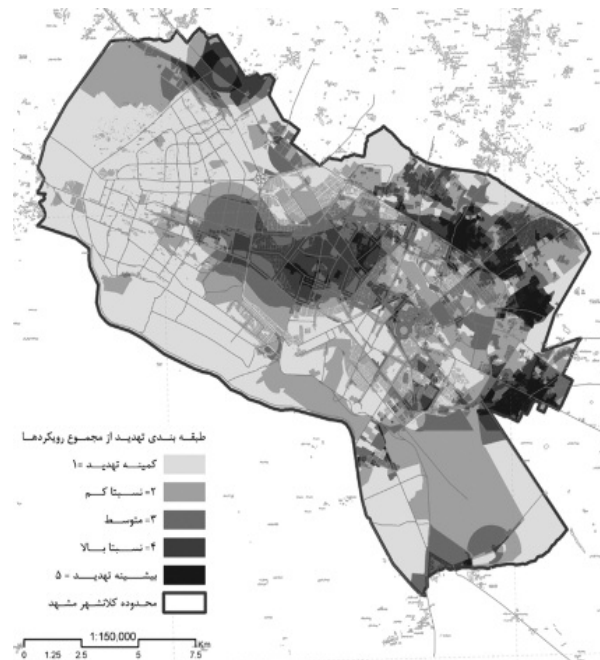 طبقه بندی تهدید از مجموع رویکردها
کمینه تهدید =۱
۲= نسبتا کم
۳= متوسط
۴= نسبتا بالا
بیشینه تهدید = ۵
محدوده کلانشهر مشهد
1:150,000
0 1.25 2.5 5 7.5 Km